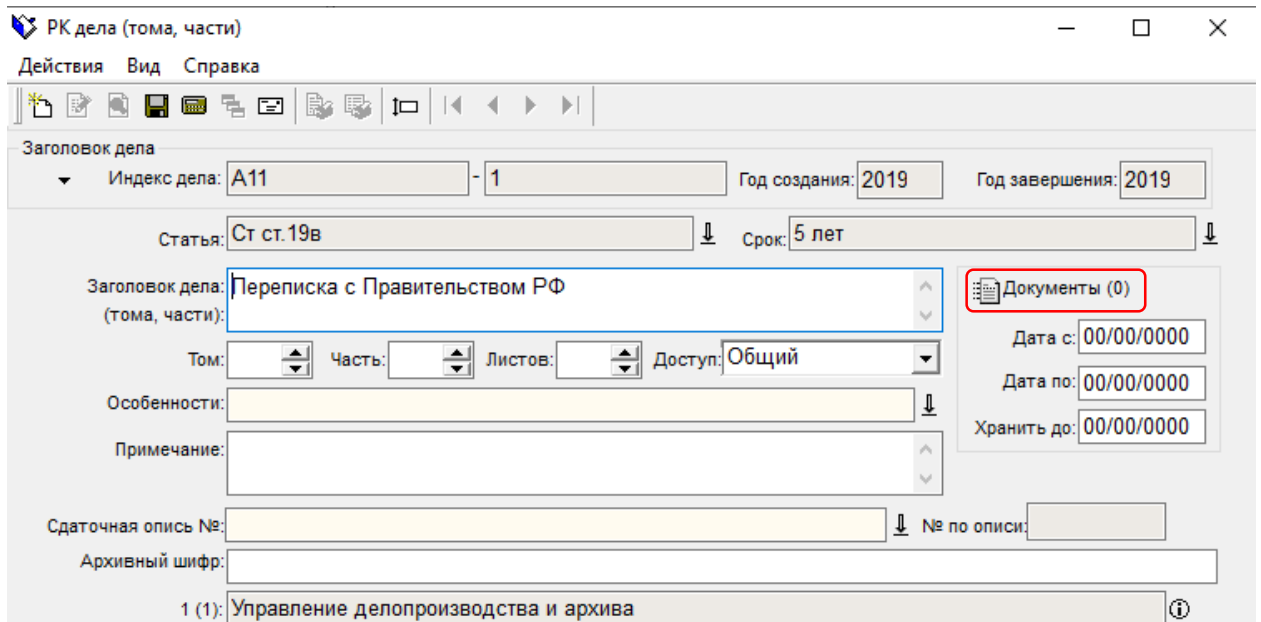 РК дела (тома, части)
Действия Вид Справка
Заголовок дела
Индекс дела: А11 - 1 Год создания: 2019 Год завершения: 2019
Статья: Ст ст.19в Срок: 5 лет
Заголовок дела: Переписка с Правительством РФ Документы (0)
(тома, части):
Дата с: 00/00/0000
Том: Часть: Листов: Доступ: Общий
Дата по: 00/00/0000
Особенности:
Хранить до: 00/00/0000
Примечание:
Сдаточная опись №: № по описи:
Архивный шифр:
1 (1): Управление делопроизводства и архива